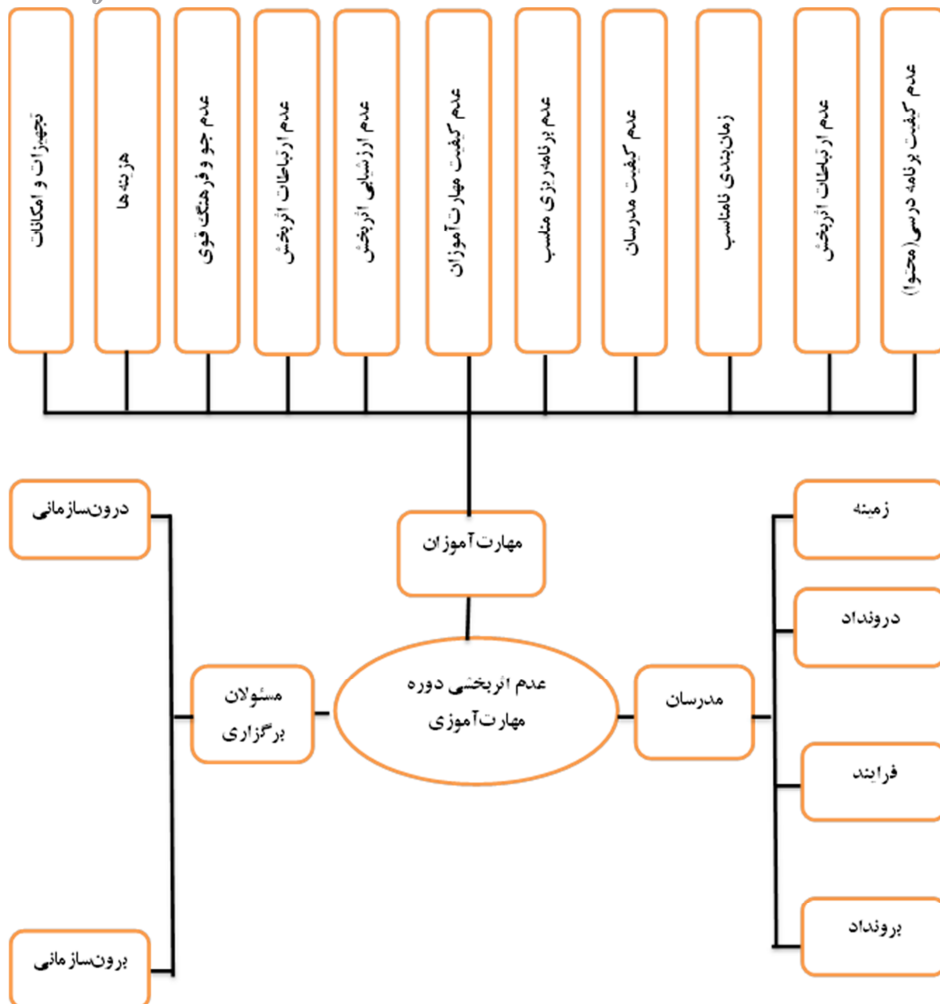 عدم کیفیت برنامه درسی(محتوا)
عدم ارتباطات اثربخش
زمان‌بندی نامناسب
عدم کیفیت مدرسان
عدم برنامه‌ریزی مناسب
عدم کیفیت مهارت‌آموزان
عدم ارزشیابی اثربخش
عدم ارتباطات اثربخش
عدم جو و فرهنگ قوی
هزینه ها
تجهیزات و امکانات
زمینه
درونداد
فرایند
برونداد
مدرسان
مهارت‌آموزان
عدم اثربخشی دوره
مهارت‌آموزی
مسئولان
برگزاری
درون‌سازمانی
برون‌سازمانی